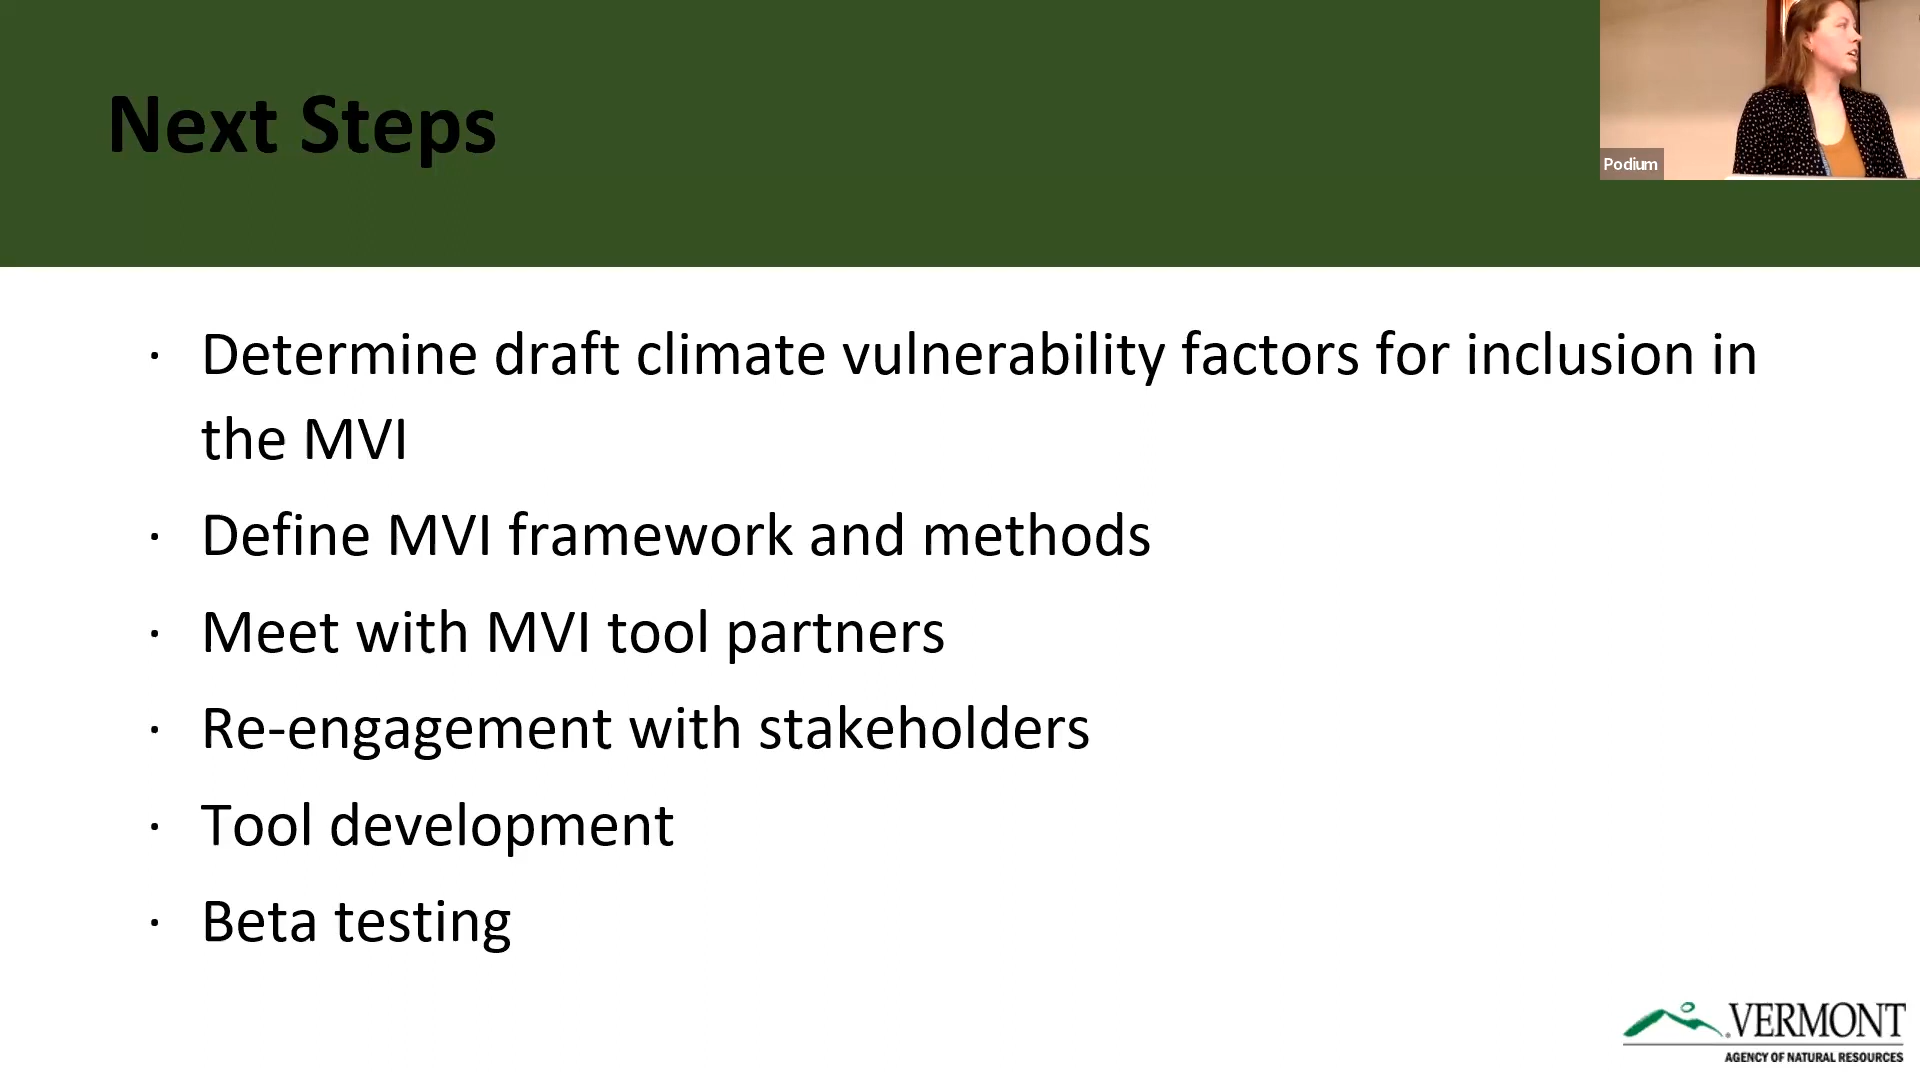 Next Steps
Podium
· Determine draft climate vulnerability factors for inclusion in
the MVI
· Define MVI framework and methods
· Meet with MVI tool partners
· Re-engagement with stakeholders
· Tool development
· Beta testing
VERMONT
AGENCY OF NATURAL RESOURCES